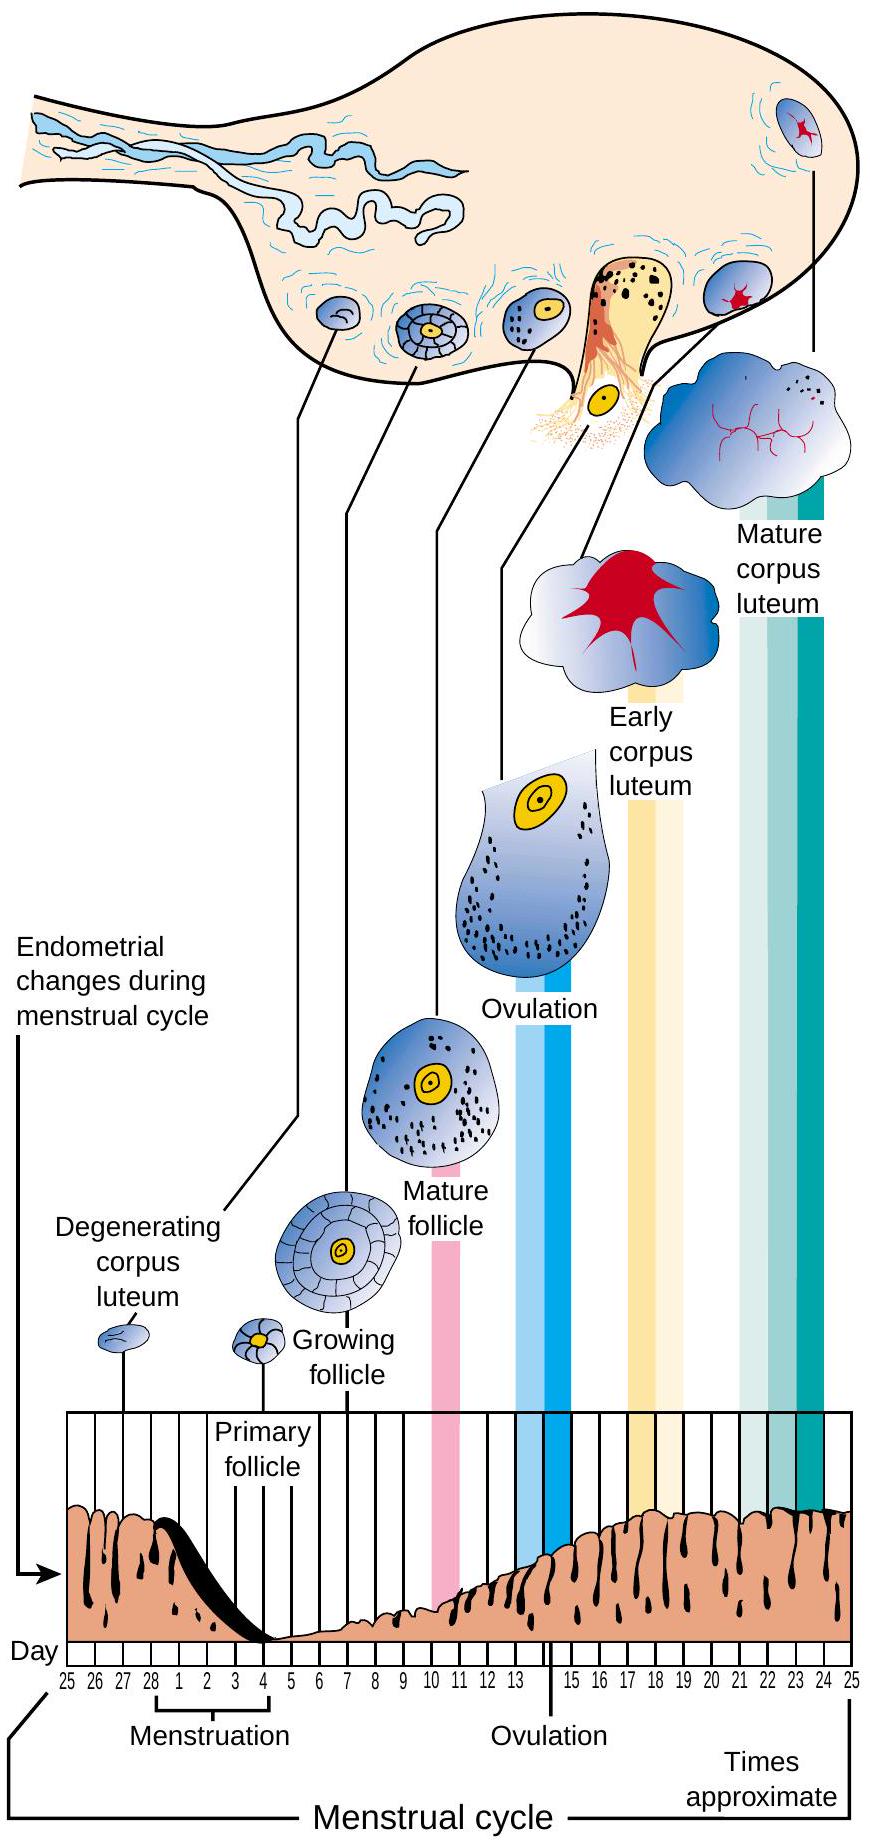 Mature
corpus
luteum
Early
corpus
luteum
Ovulation
Endometrial
changes during
menstrual cycle
Mature
follicle
Degenerating
corpus
luteum
Growing
follicle
Primary
follicle
Day
25 26 27 28 1 2 3 4 5 6 7 8 9 10 11 12 13 15 16 17 18 19 20 21 22 23 24 25
Menstruation
Ovulation
Times
approximate
Menstrual cycle